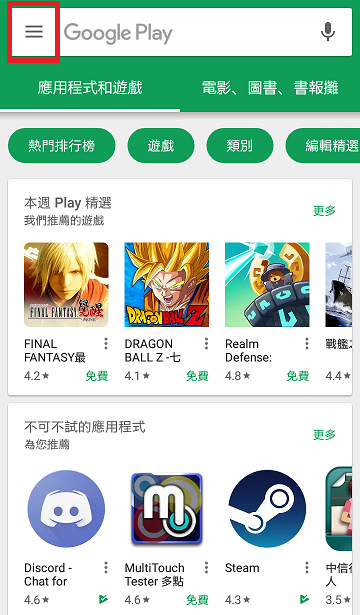 Google Play
應用程式和遊戲 電影、圖書、書報攤
熱門排行榜 遊戲 類別 編輯精選
本週 Play 精選
我們推薦的遊戲
更多
FINAL FANTASY 覺醒
DRAGON BALL Z
FINAL DRAGON Realm 戰艦
FANTASY最 BALL Z -七 Defense:
4.2★ 免費 4.1★ 免費 4.8★ 免費 4.4★
不可不試的應用程式
為您推薦
更多
Discord - MultiTouch Steam 中信
Chat for Tester 多點 人
4.6★ 4.6★ 免費 4.3★ 3.5★